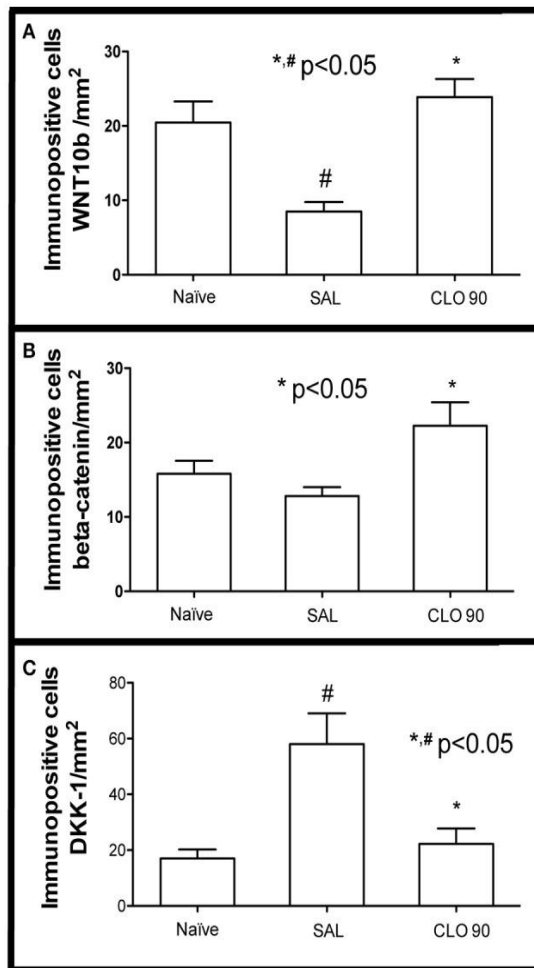 A
Immunopositive cells
WNT10b /mm²
30
20
10
0
*,# p<0.05
#
*
Naïve
SAL
CLO 90
B
Immunopositive cells
beta-catenin/mm²
30
20
10
0
* p<0.05
*
Naïve
SAL
CLO 90
C
Immunopositive cells
DKK-1/mm²
80
60
40
20
0
#
*,# p<0.05
*
Naïve
SAL
CLO 90